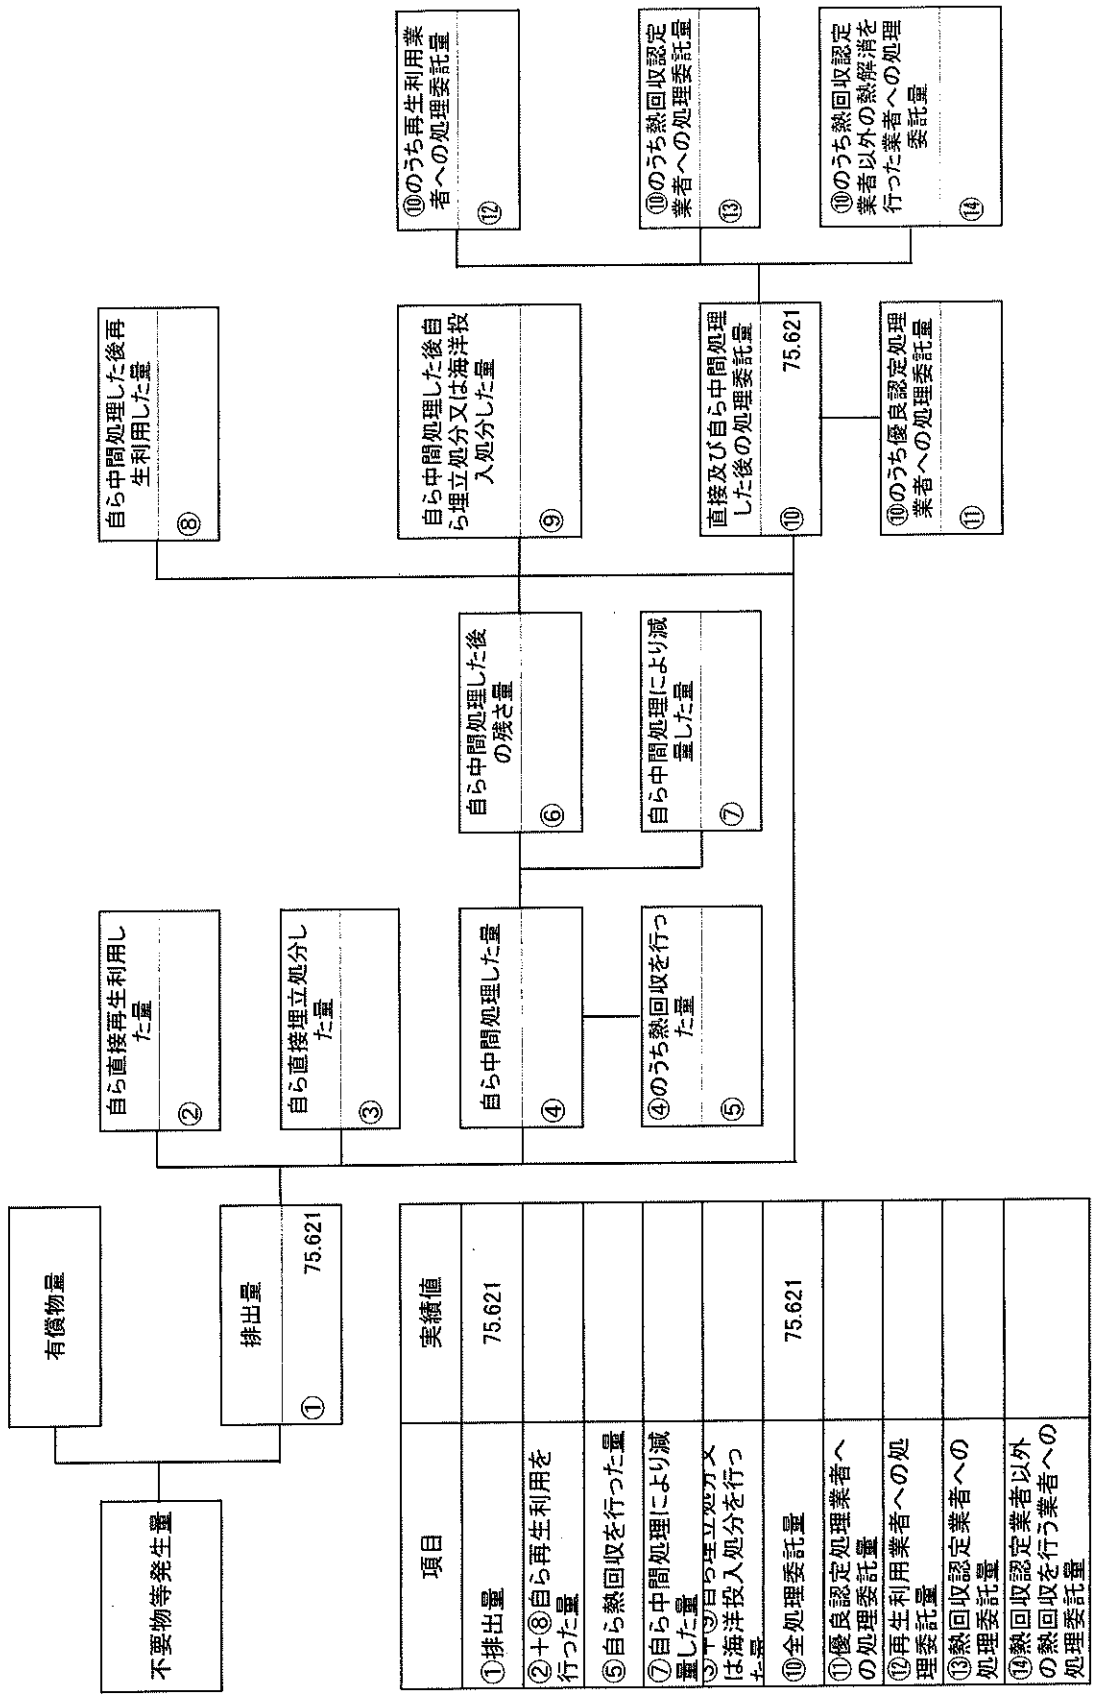 不要物等発生量
有償物量
排出量
① 75.621
自ら直接再生利用し
た量
②
自ら直接埋立処分し
た量
③
自ら中間処理した量
④
④のうち熱回収を行っ
た量
⑤
自ら中間処理した後
の残さ量
⑥
自ら中間処理により減
量した量
⑦
自ら中間処理した後再
生利用した量
⑧
自ら中間処理した後自
ら埋立処分又は海洋投
入処分した量
⑨
直接及び自ら中間処理
した後の処理委託量
⑩ 75.621
⑩のうち優良認定処理
業者への処理委託量
⑪
⑩のうち再生利用業
者への処理委託量
⑫
⑩のうち熱回収認定
業者への処理委託量
⑬
⑩のうち熱回収認定
業者以外の熱解消を
行った業者への処理
委託量
⑭
項目 実績値
①排出量 75.621
②＋⑧自ら再生利用を
行った量
⑤自ら熱回収を行った量
⑦自ら中間処理により減
量した量
③＋⑨自ら埋立処分又
は海洋投入処分を行っ
た量
⑩全処理委託量 75.621
⑪優良認定処理業者へ
の処理委託量
⑫再生利用業者への処
理委託量
⑬熱回収認定業者への
処理委託量
⑭熱回収認定業者以外
の熱回収を行う業者への
処理委託量